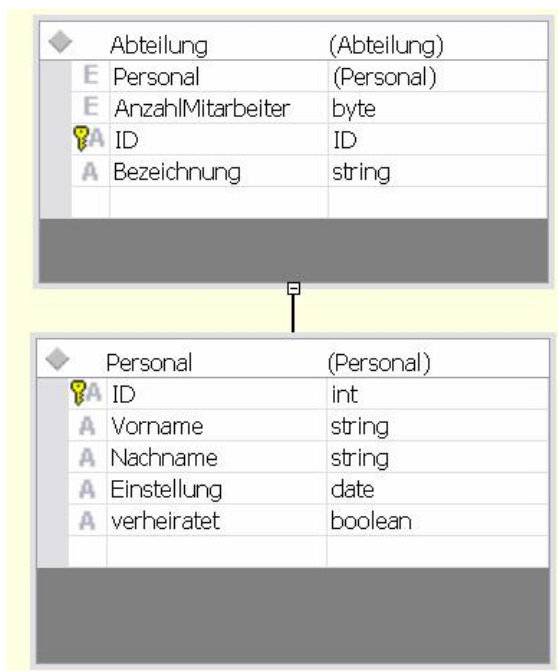 Abteilung (Abteilung)
E Personal (Personal)
E AnzahlMitarbeiter byte
A ID ID
A Bezeichnung string
Personal (Personal)
A ID int
A Vorname string
A Nachname string
A Einstellung date
A verheiratet boolean